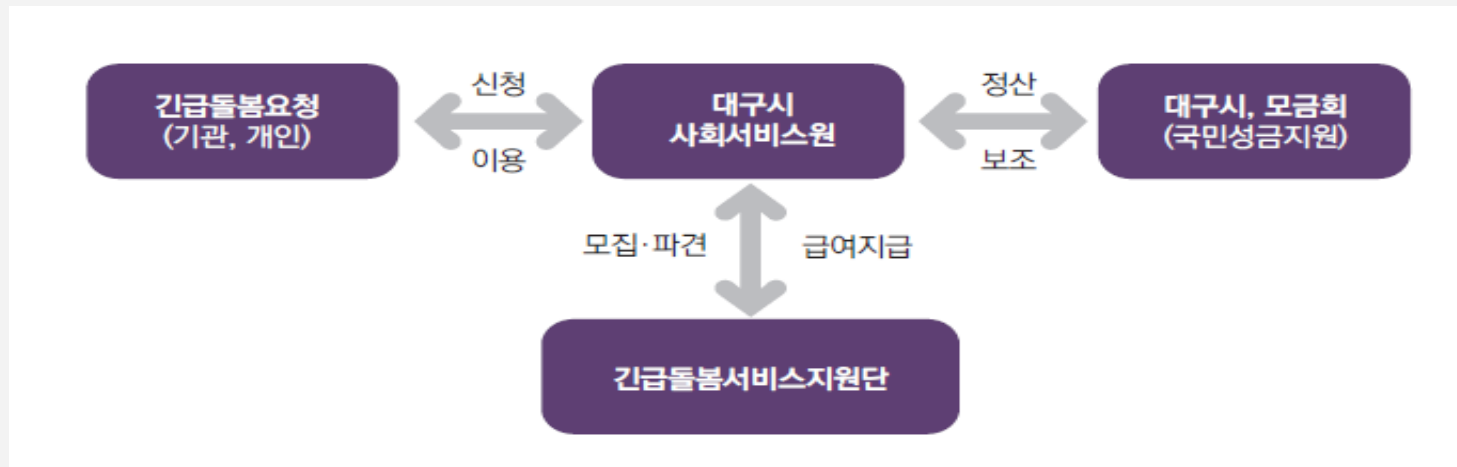 긴급돌봄요청
(기관, 개인)
신청
이용
대구시
사회서비스원
정산
보조
대구시, 모금회
(국민성금지원)
모집·파견
급여지급
긴급돌봄서비스지원단